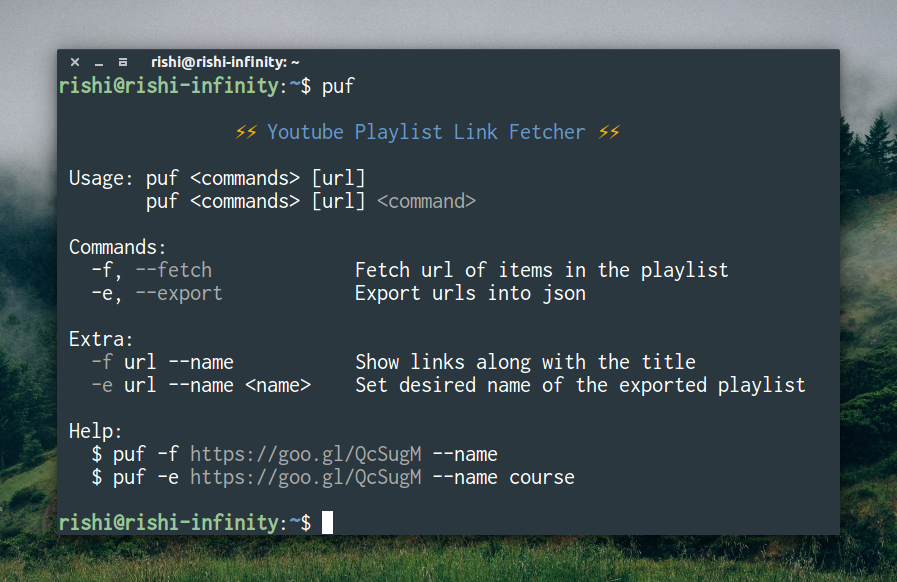 rishi@rishi-infinity: ~
rishi@rishi-infinity:~$ puf
⚡⚡ Youtube Playlist Link Fetcher ⚡⚡
Usage: puf <commands> [url]
puf <commands> [url] <command>
Commands:
-f, --fetch Fetch url of items in the playlist
-e, --export Export urls into json
Extra:
-f url --name Show links along with the title
-e url --name <name> Set desired name of the exported playlist
Help:
$ puf -f https://goo.gl/QcSugM --name
$ puf -e https://goo.gl/QcSugM --name course
rishi@rishi-infinity:~$